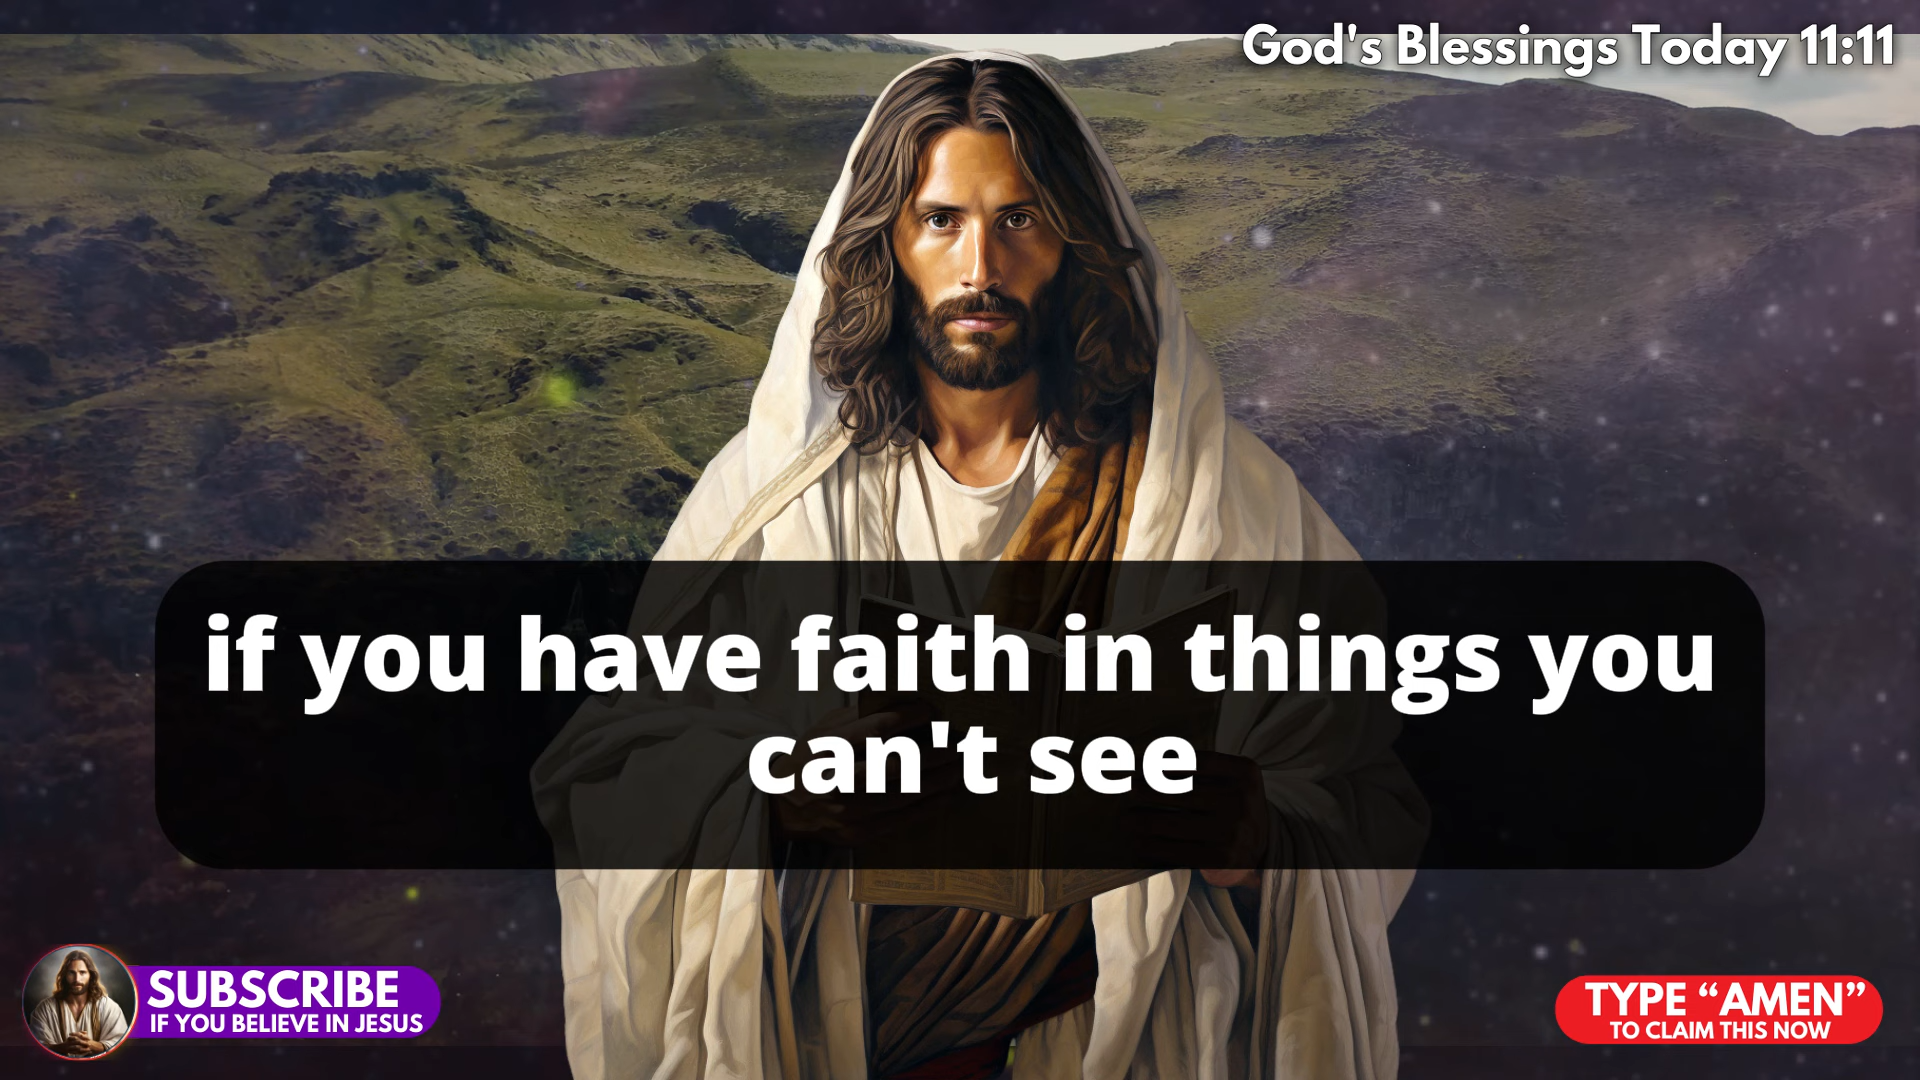 God's Blessings Today 11:11
if you have faith in things you
can't see
SUBSCRIBE
IF YOU BELIEVE IN JESUS
TYPE “AMEN”
TO CLAIM THIS NOW